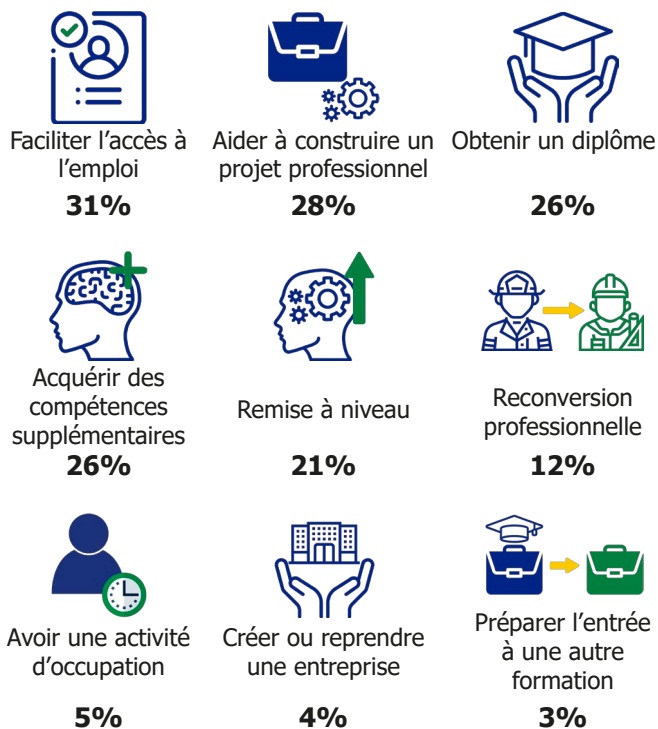 Faciliter l’accès à
l’emploi
31%
Aider à construire un
projet professionnel
28%
Obtenir un diplôme
26%
Acquérir des
compétences
supplémentaires
26%
Remise à niveau
21%
Reconversion
professionnelle
12%
Avoir une activité
d’occupation
5%
Créer ou reprendre
une entreprise
4%
Préparer l’entrée
à une autre
formation
3%